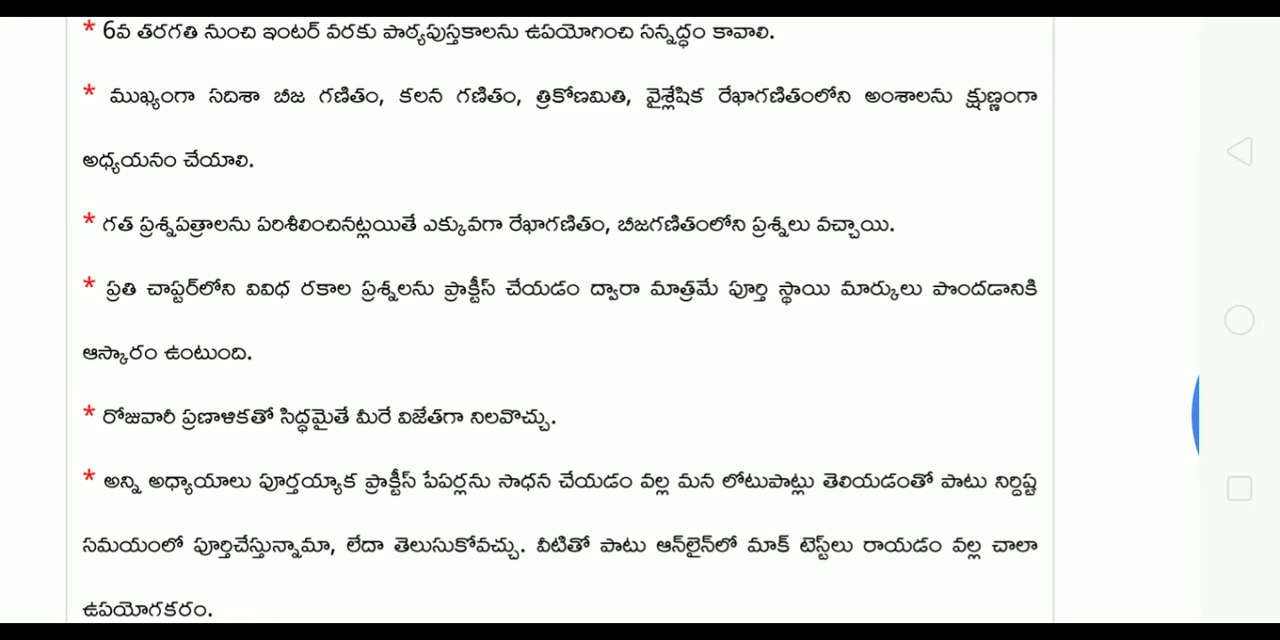 * 6వ తరగతి నుంచి ఇంటర్ వరకు పాఠ్యపుస్తకాలను ఉపయోగించి సన్నద్ధం కావాలి.
* ముఖ్యంగా సదిశా బీజ గణితం, కలన గణితం, త్రికోణమితి, వైశ్లేషిక రేఖాగణితంలోని అంశాలను క్షుణ్ణంగా
అధ్యయనం చేయాలి.
* గత ప్రశ్నపత్రాలను పరిశీలించినట్లయితే ఎక్కువగా రేఖాగణితం, బీజగణితంలోని ప్రశ్నలు వచ్చాయి.
* ప్రతి చాప్టర్‌లోని వివిధ రకాల ప్రశ్నలను ప్రాక్టీస్ చేయడం ద్వారా మాత్రమే పూర్తి స్థాయి మార్కులు పొందడానికి
ఆస్కారం ఉంటుంది.
* రోజువారీ ప్రణాళికతో సిద్ధమైతే మీరే విజేతగా నిలవొచ్చు.
* అన్ని అధ్యాయాలు పూర్తయ్యాక ప్రాక్టీస్ పేపర్లను సాధన చేయడం వల్ల మన లోటుపాట్లు తెలియడంతో పాటు నిర్దిష్ట
సమయంలో పూర్తిచేస్తున్నామా, లేదా తెలుసుకోవచ్చు. వీటితో పాటు ఆన్‌లైన్‌లో మాక్ టెస్ట్‌లు రాయడం వల్ల చాలా
ఉపయోగకరం.